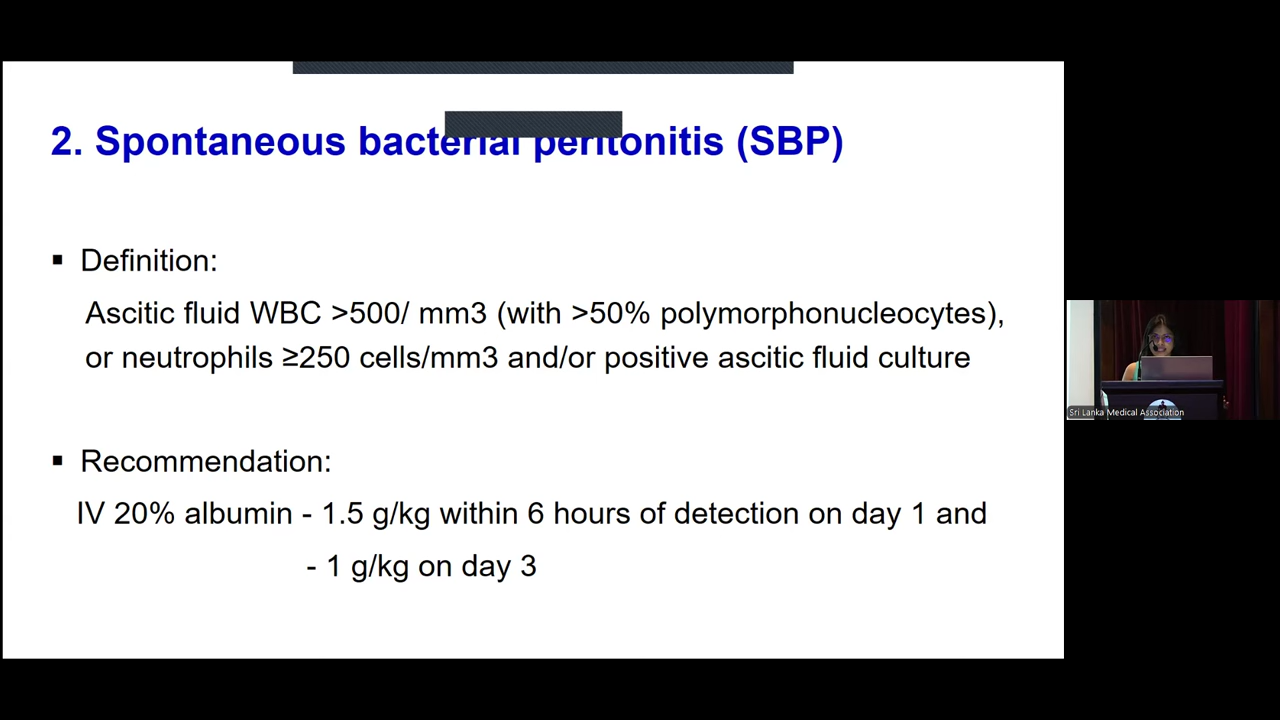 2. Spontaneous bacterial peritonitis (SBP)
▪ Definition:
Ascitic fluid WBC >500/ mm3 (with >50% polymorphonucleocytes),
or neutrophils ≥250 cells/mm3 and/or positive ascitic fluid culture
▪ Recommendation:
IV 20% albumin - 1.5 g/kg within 6 hours of detection on day 1 and
- 1 g/kg on day 3
Sri Lanka Medical Association